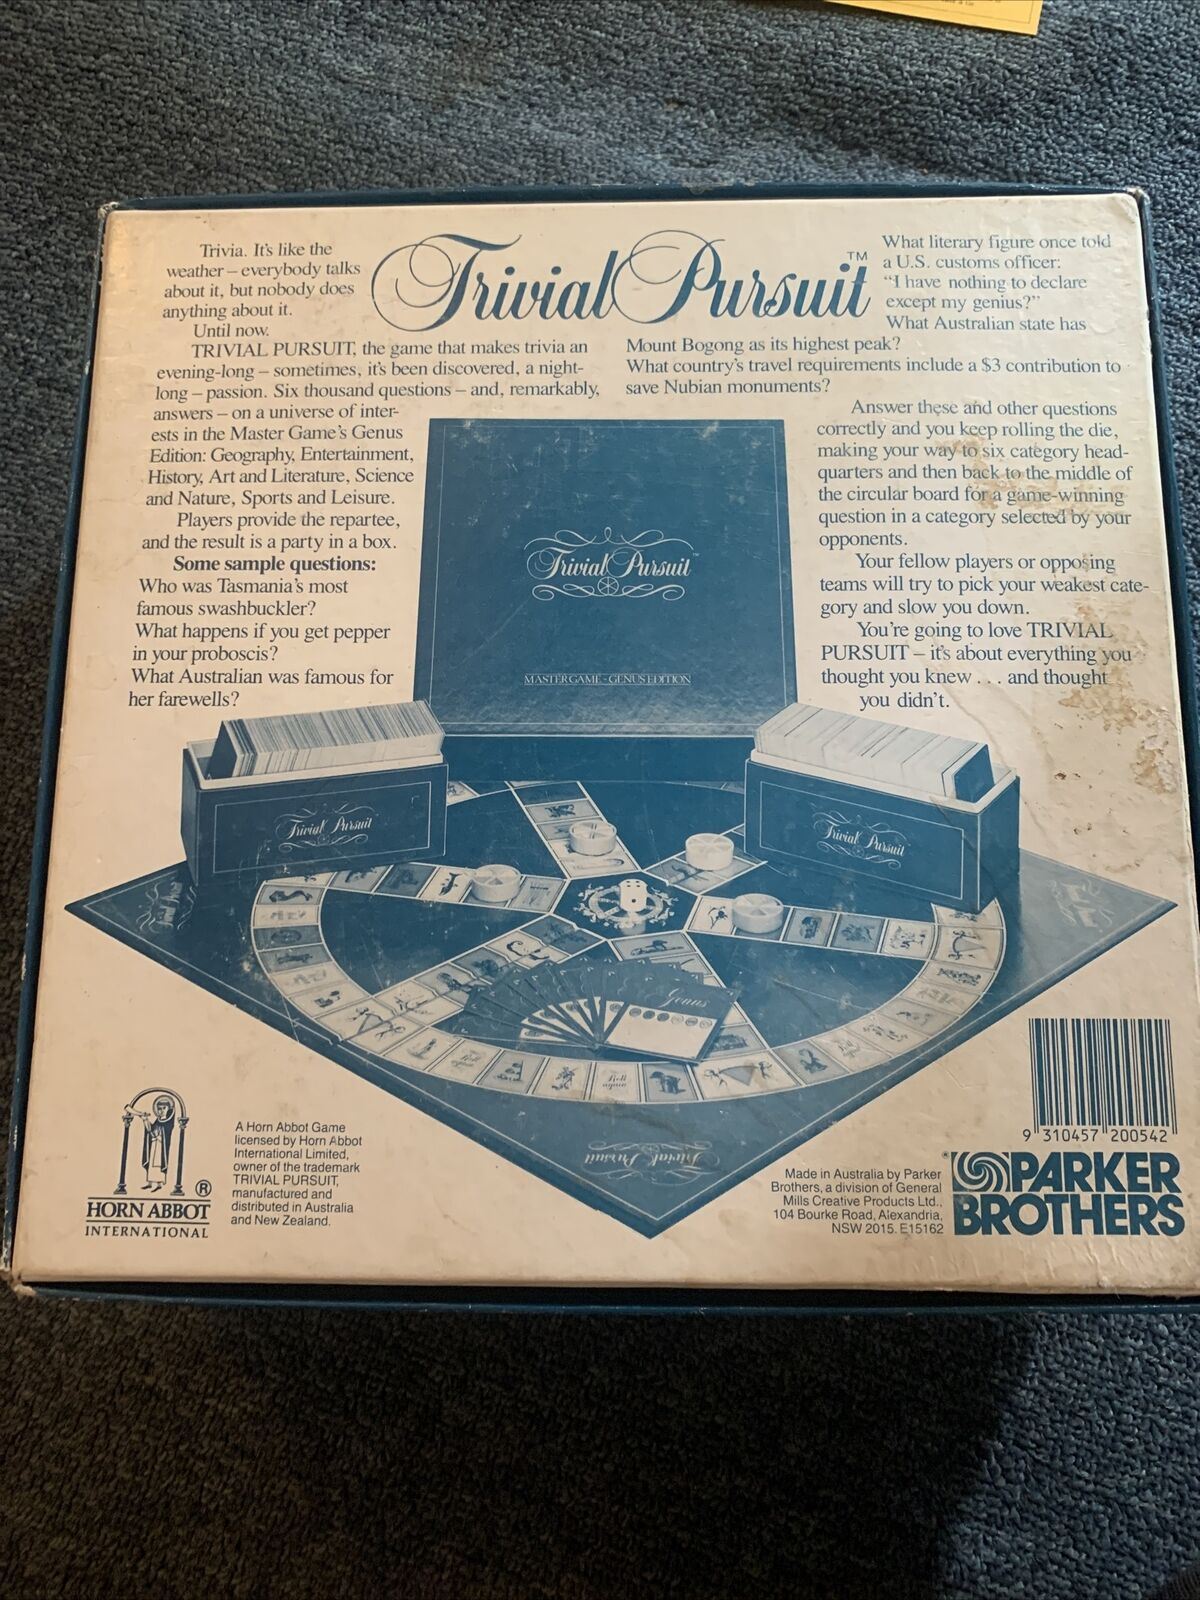 Trivial Pursuit™
Trivia. It's like the
weather – everybody talks
about it, but nobody does
anything about it.
Until now.
TRIVIAL PURSUIT, the game that makes trivia an
evening-long – sometimes, it's been discovered, a night-
long – passion. Six thousand questions – and, remarkably,
answers – on a universe of inter-
ests in the Master Game's Genus
Edition: Geography, Entertainment,
History, Art and Literature, Science
and Nature, Sports and Leisure.
Players provide the repartee,
and the result is a party in a box.
Some sample questions:
Who was Tasmania's most
famous swashbuckler?
What happens if you get pepper
in your proboscis?
What Australian was famous for
her farewells?
What literary figure once told
a U.S. customs officer:
"I have nothing to declare
except my genius?"
What Australian state has
Mount Bogong as its highest peak?
What country's travel requirements include a $3 contribution to
save Nubian monuments?
Answer these and other questions
correctly and you keep rolling the die,
making your way to six category head-
quarters and then back to the middle of
the circular board for a game-winning
question in a category selected by your
opponents.
Your fellow players or opposing
teams will try to pick your weakest cate-
gory and slow you down.
You're going to love TRIVIAL
PURSUIT – it's about everything you
thought you knew . . . and thought
you didn't.
Trivial Pursuit™
MASTER GAME - GENUS EDITION
Trivial Pursuit
Trivial Pursuit
Trivial Pursuit
Trivial Pursuit
Genus
Roll again
Trivial Pursuit
HORN ABBOT ®
INTERNATIONAL
A Horn Abbot Game
licensed by Horn Abbot
International Limited,
owner of the trademark
TRIVIAL PURSUIT,
manufactured and
distributed in Australia
and New Zealand.
9 310457 200542
Made in Australia by Parker
Brothers, a division of General
Mills Creative Products Ltd.,
104 Bourke Road, Alexandria,
NSW 2015. E15162
® PARKER
BROTHERS